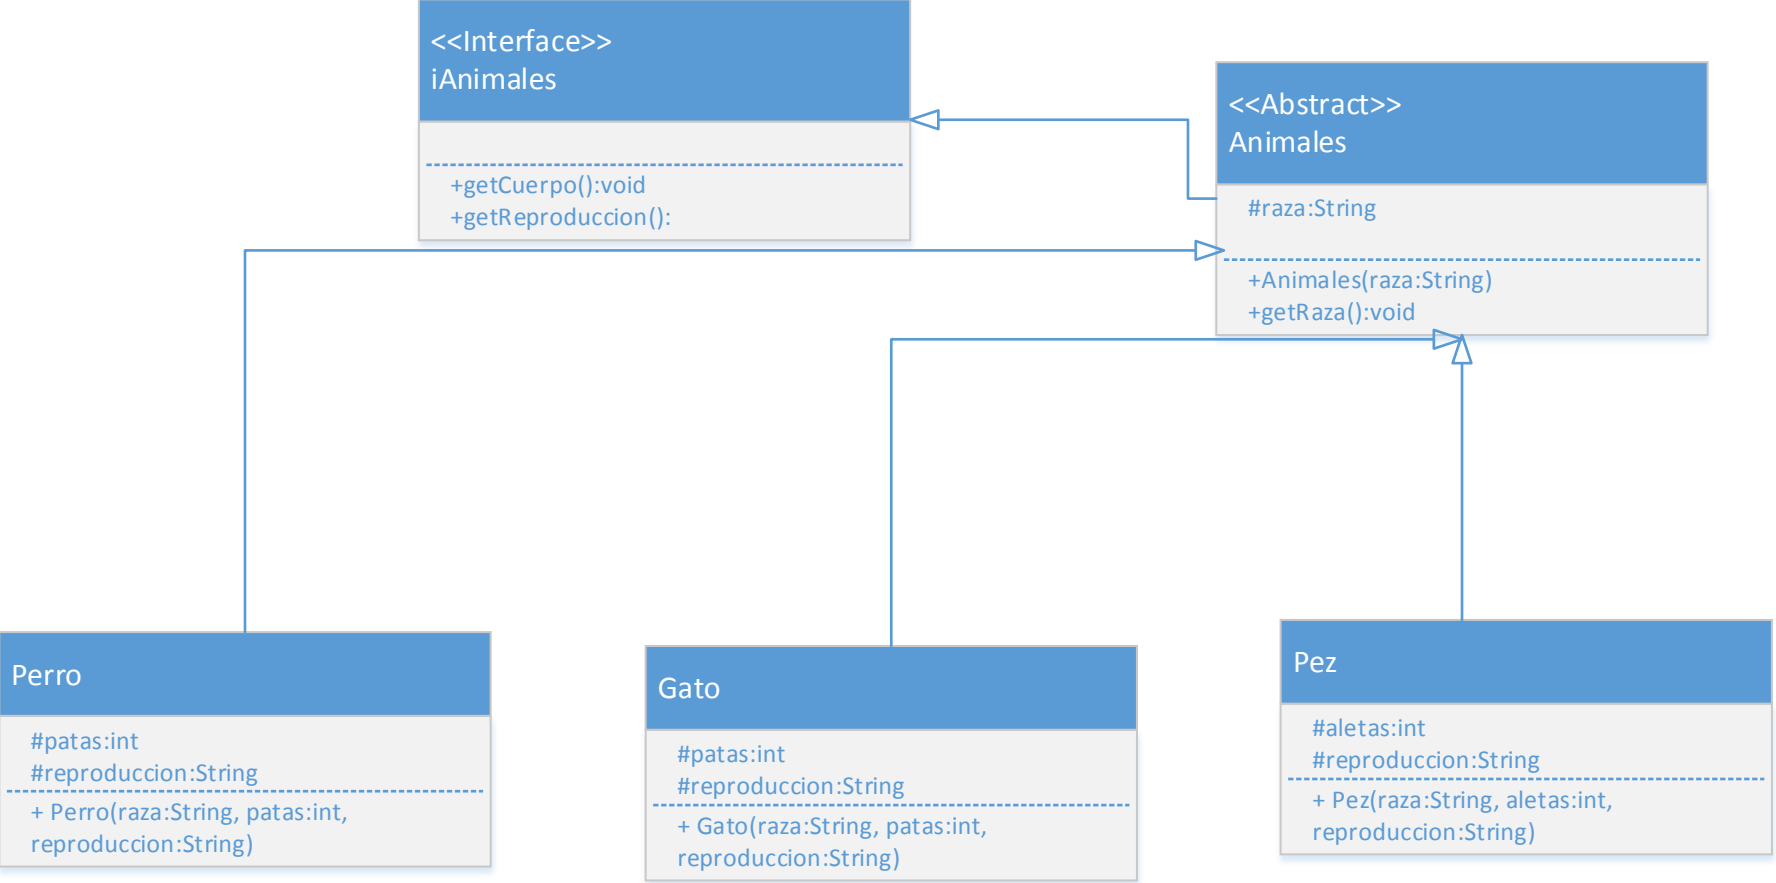 <<Interface>>
iAnimales
+getCuerpo():void
+getReproduccion():
<<Abstract>>
Animales
#raza:String
+Animales(raza:String)
+getRaza():void
Perro
#patas:int
#reproduccion:String
+ Perro(raza:String, patas:int,
reproduccion:String)
Gato
#patas:int
#reproduccion:String
+ Gato(raza:String, patas:int,
reproduccion:String)
Pez
#aletas:int
#reproduccion:String
+ Pez(raza:String, aletas:int,
reproduccion:String)